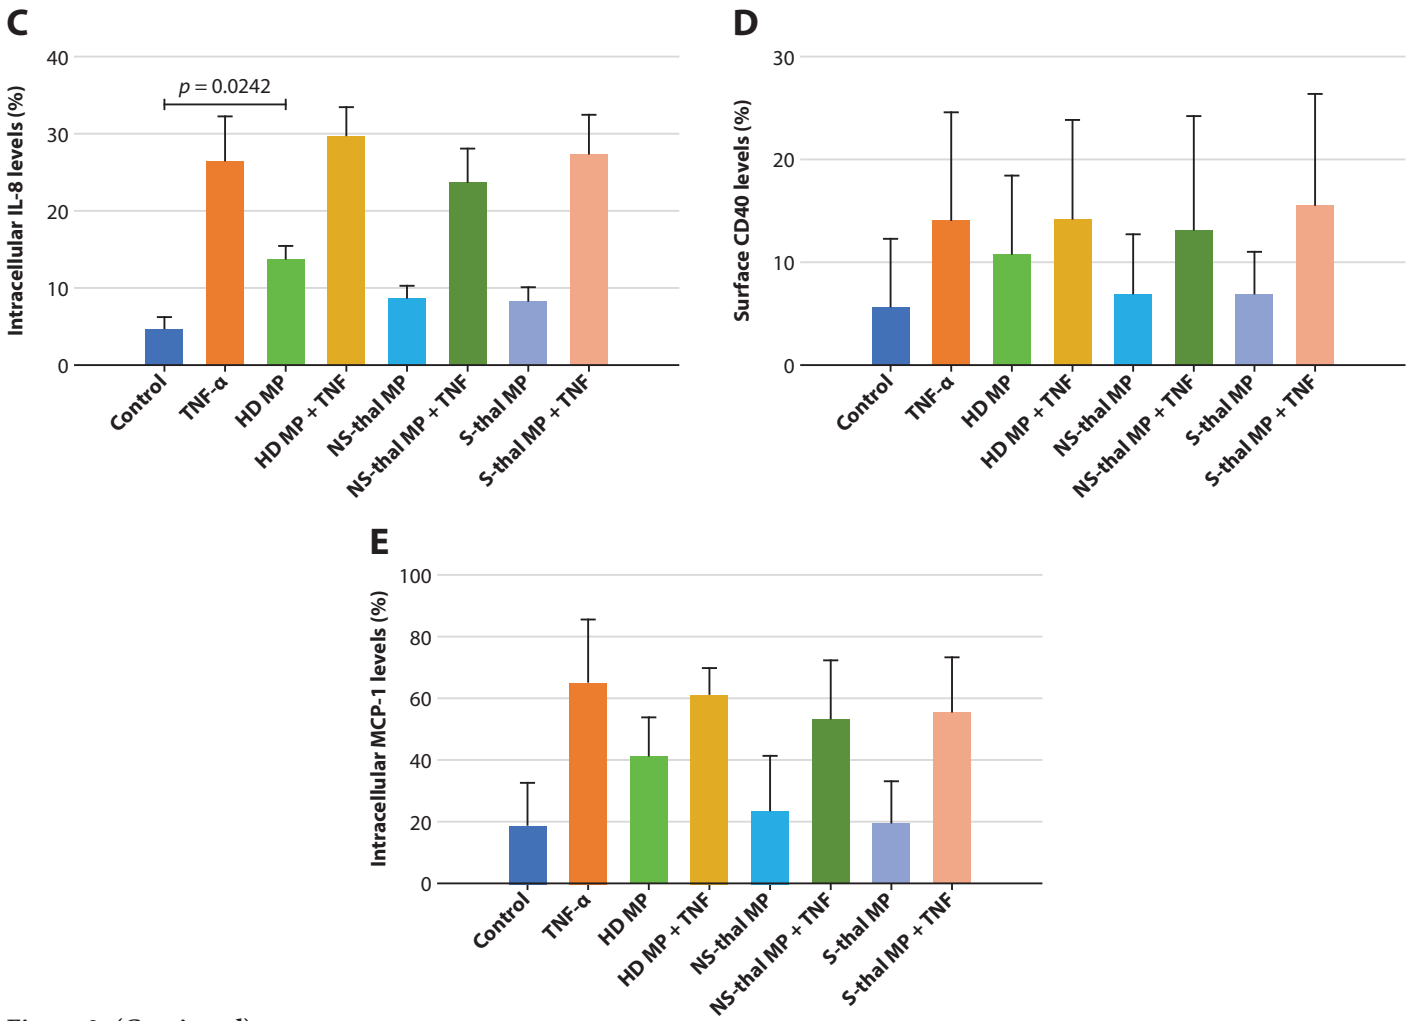 C
Intracellular IL-8 levels (%)
40
30
20
10
0
p = 0.0242
Control
TNF-α
HD MP
HD MP + TNF
NS-thal MP
NS-thal MP + TNF
S-thal MP
S-thal MP + TNF
D
Surface CD40 levels (%)
30
20
10
0
Control
TNF-α
HD MP
HD MP + TNF
NS-thal MP
NS-thal MP + TNF
S-thal MP
S-thal MP + TNF
E
Intracellular MCP-1 levels (%)
100
80
60
40
20
0
Control
TNF-α
HD MP
HD MP + TNF
NS-thal MP
NS-thal MP + TNF
S-thal MP
S-thal MP + TNF